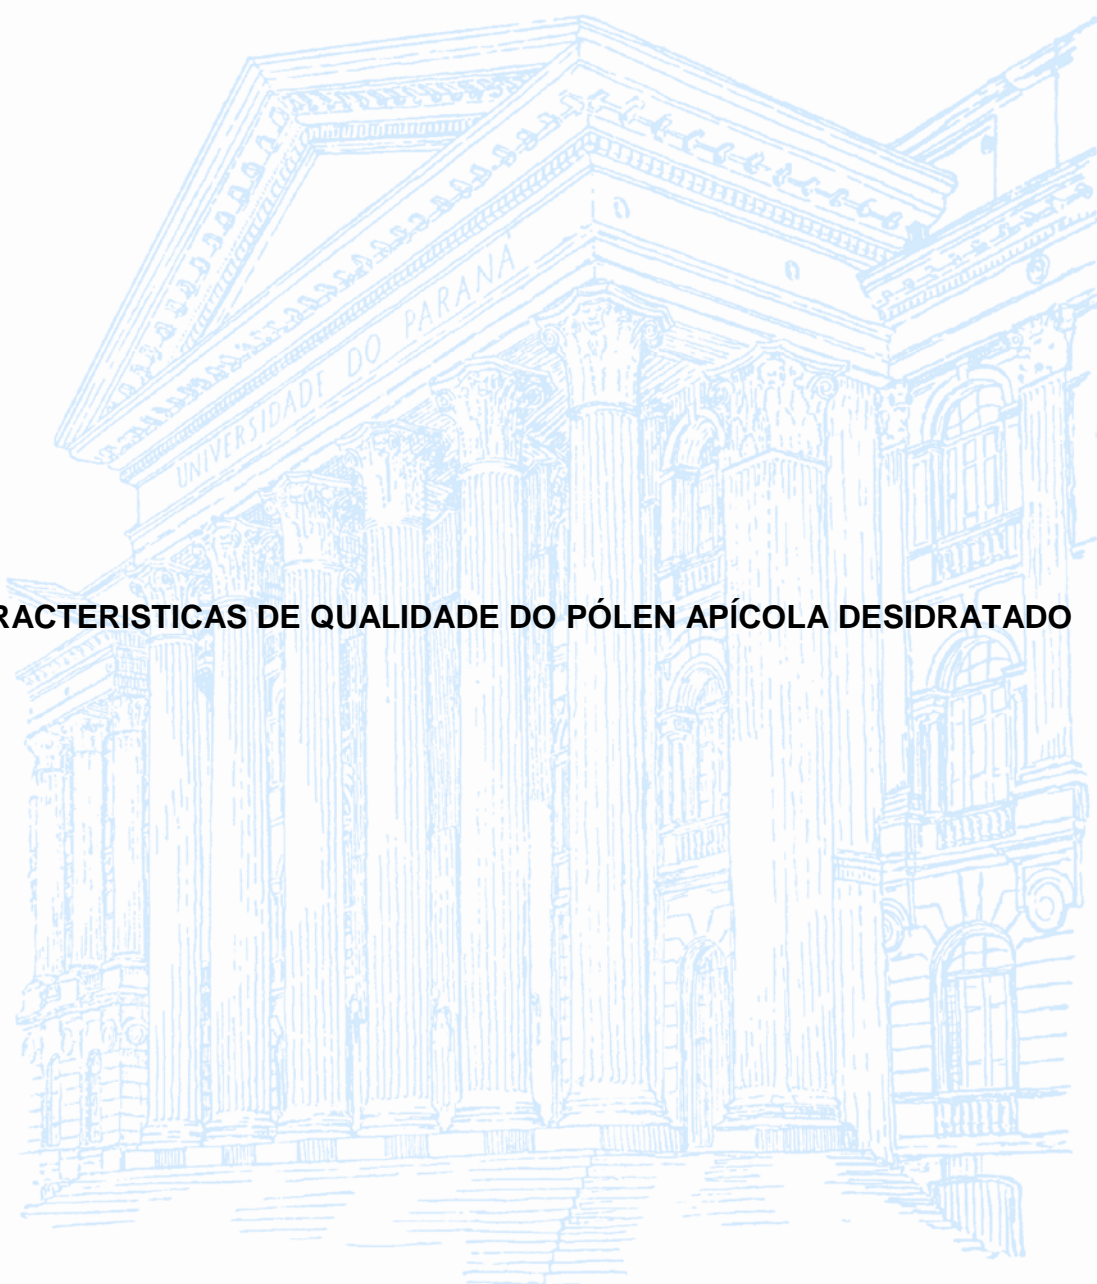 UNIVERSIDADE DO PARANÁ
RACTERISTICAS DE QUALIDADE DO PÓLEN APÍCOLA DESIDRATADO